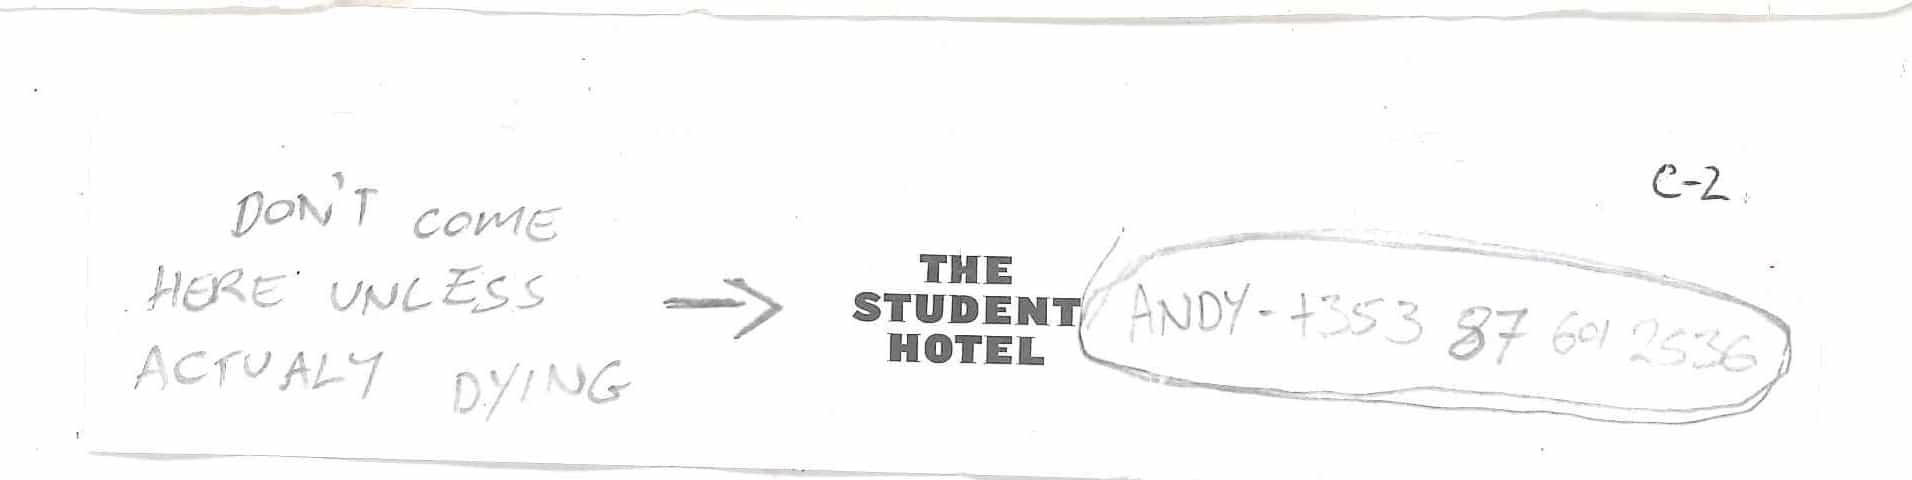 C-2.
DON'T COME
HERE UNLESS
ACTUALY DYING
→
THE
STUDENT
HOTEL
ANDY - +353 87 601 2536